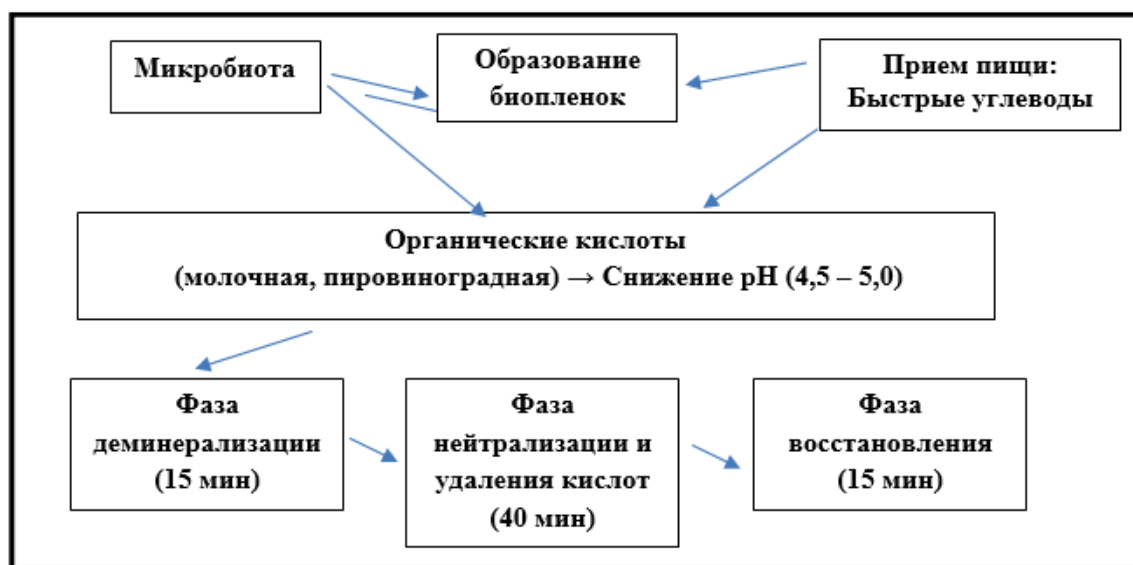 Микробиота
Образование
биопленок
Прием пищи:
Быстрые углеводы
Органические кислоты
(молочная, пировиноградная) → Снижение pH (4,5 – 5,0)
Фаза
деминерализации
(15 мин)
Фаза
нейтрализации и
удаления кислот
(40 мин)
Фаза
восстановления
(15 мин)